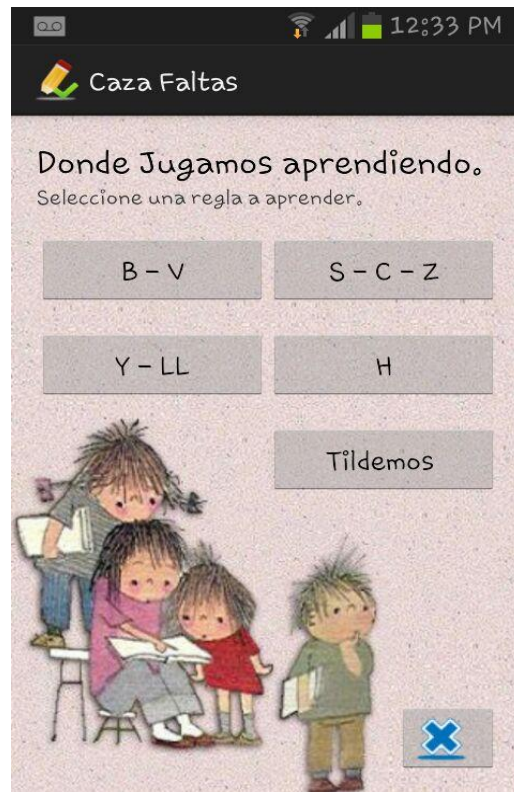 12:33 PM
Caza Faltas
Donde Jugamos aprendiendo.
Seleccione una regla a aprender.
B - V
S - C - Z
Y - LL
H
Tildemos